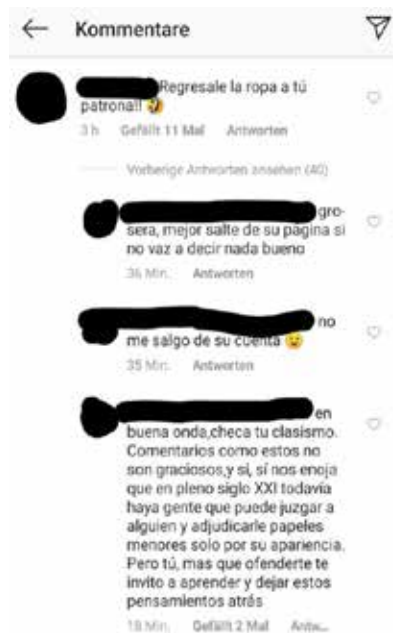 Kommentare
Regresale la ropa a tú
patrona!! 🤣
3 h Gefällt 11 Mal Antworten
Vorherige Antworten ansehen (40)
gro-
sera, mejor salte de su página si
no vaz a decir nada bueno
36 Min. Antworten
no
me salgo de su cuenta 😉
35 Min. Antworten
en
buena onda,checa tu clasismo.
Comentarios como estos no
son graciosos,y si, sí nos enoja
que en pleno siglo XXI todavía
haya gente que puede juzgar a
alguien y adjudicarle papeles
menores solo por su apariencia.
Pero tú, mas que ofenderte te
invito a aprender y dejar estos
pensamientos atrás
18 Min. Gefällt 2 Mal Antw...